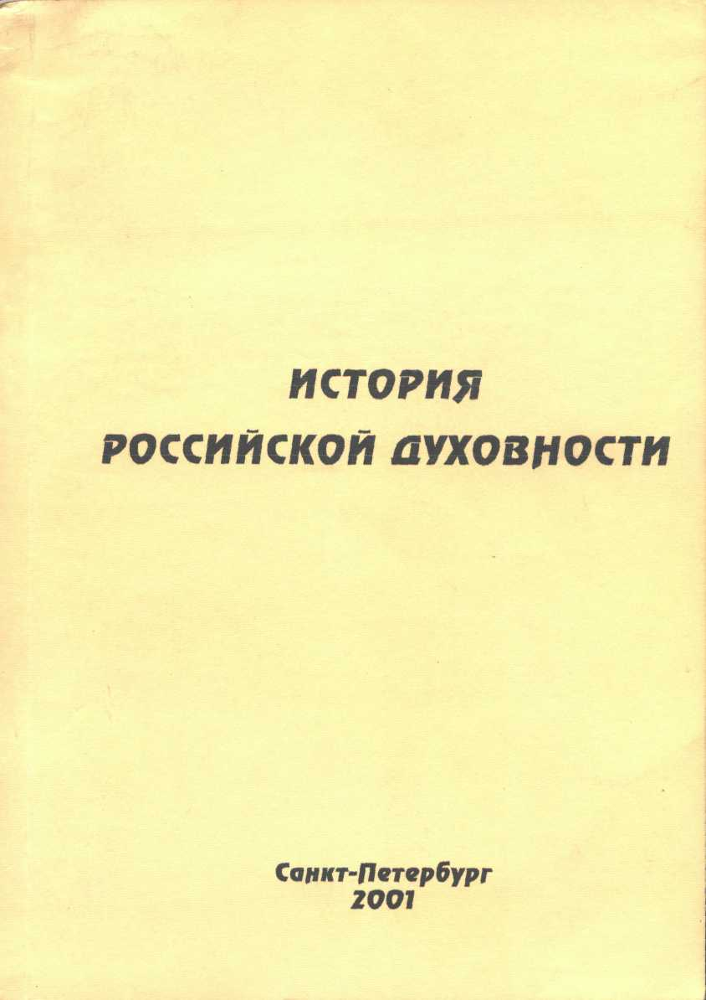 ИСТОРИЯ
РОССИЙСКОЙ ДУХОВНОСТИ
Санкт-Петербург
2001